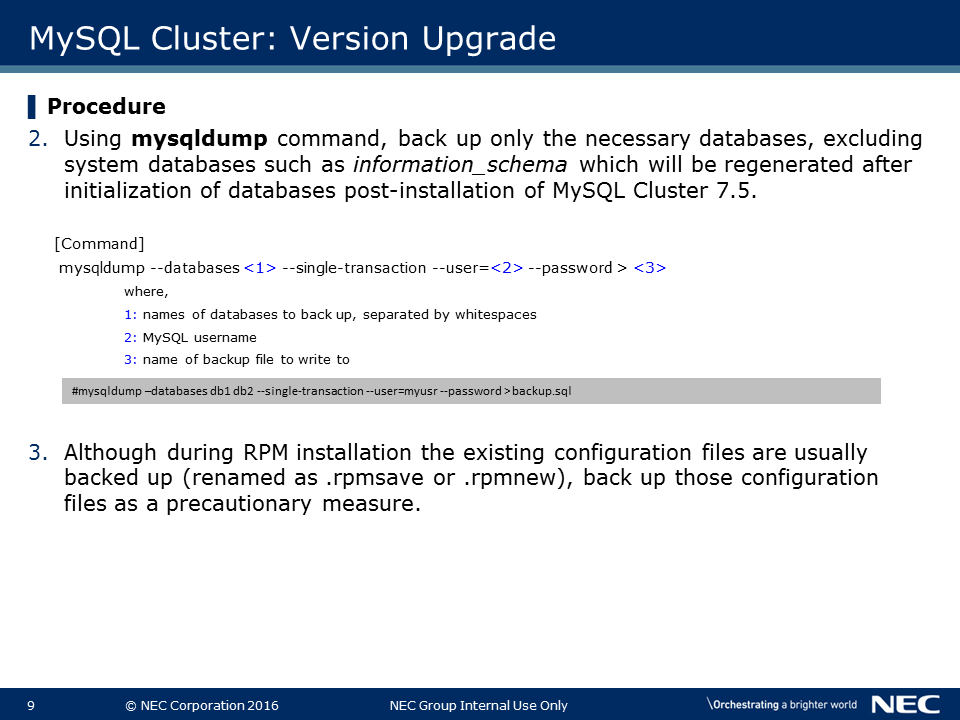 MySQL Cluster: Version Upgrade
Procedure
2. Using mysqldump command, back up only the necessary databases, excluding
system databases such as information_schema which will be regenerated after
initialization of databases post-installation of MySQL Cluster 7.5.
[Command]
mysqldump --databases <1> --single-transaction --user=<2> --password > <3>
where,
1: names of databases to back up, separated by whitespaces
2: MySQL username
3: name of backup file to write to
#mysqldump –databases db1 db2 --single-transaction --user=myusr --password >backup.sql
3. Although during RPM installation the existing configuration files are usually
backed up (renamed as .rpmsave or .rpmnew), back up those configuration
files as a precautionary measure.
9 © NEC Corporation 2016 NEC Group Internal Use Only \Orchestrating a brighter world NEC